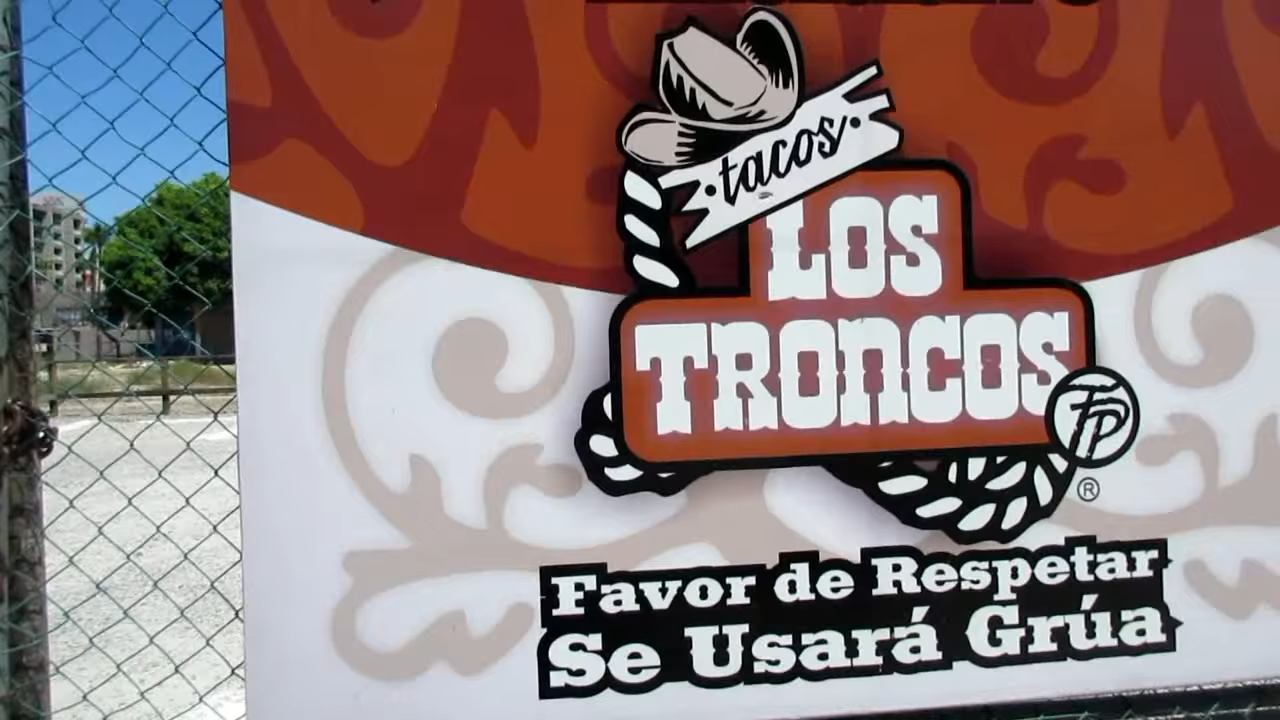 tacos
LOS
TRONCOS
FP
®
Favor de Respetar
Se Usará Grúa